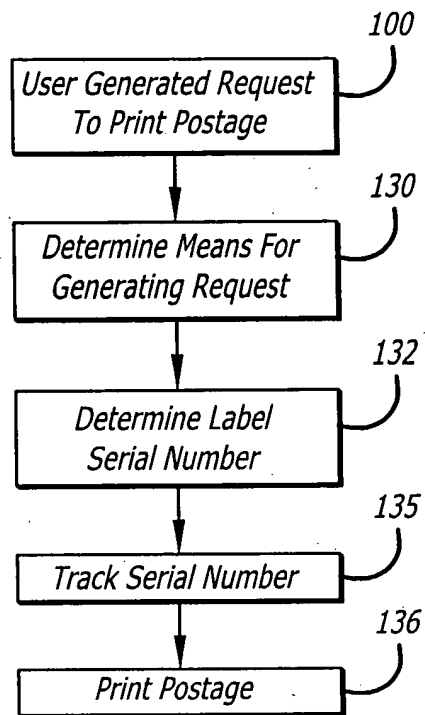 100
User Generated Request
To Print Postage
130
Determine Means For
Generating Request
132
Determine Label
Serial Number
135
Track Serial Number
136
Print Postage